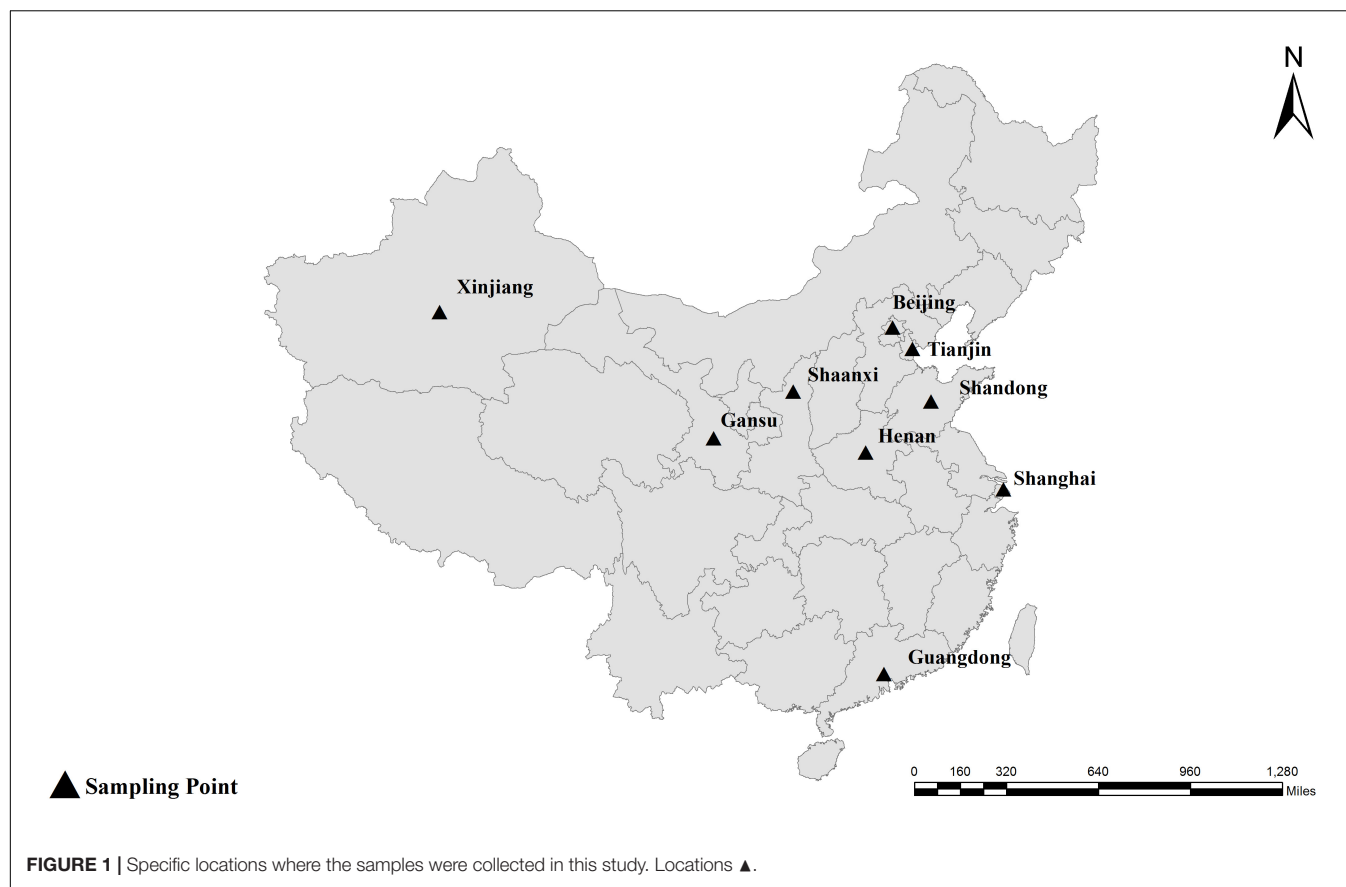 N
Xinjiang
Beijing
Tianjin
Shaanxi
Shandong
Gansu
Henan
Shanghai
Guangdong
0 160 320 640 960 1,280
Miles
▲ Sampling Point
FIGURE 1 | Specific locations where the samples were collected in this study. Locations ▲.